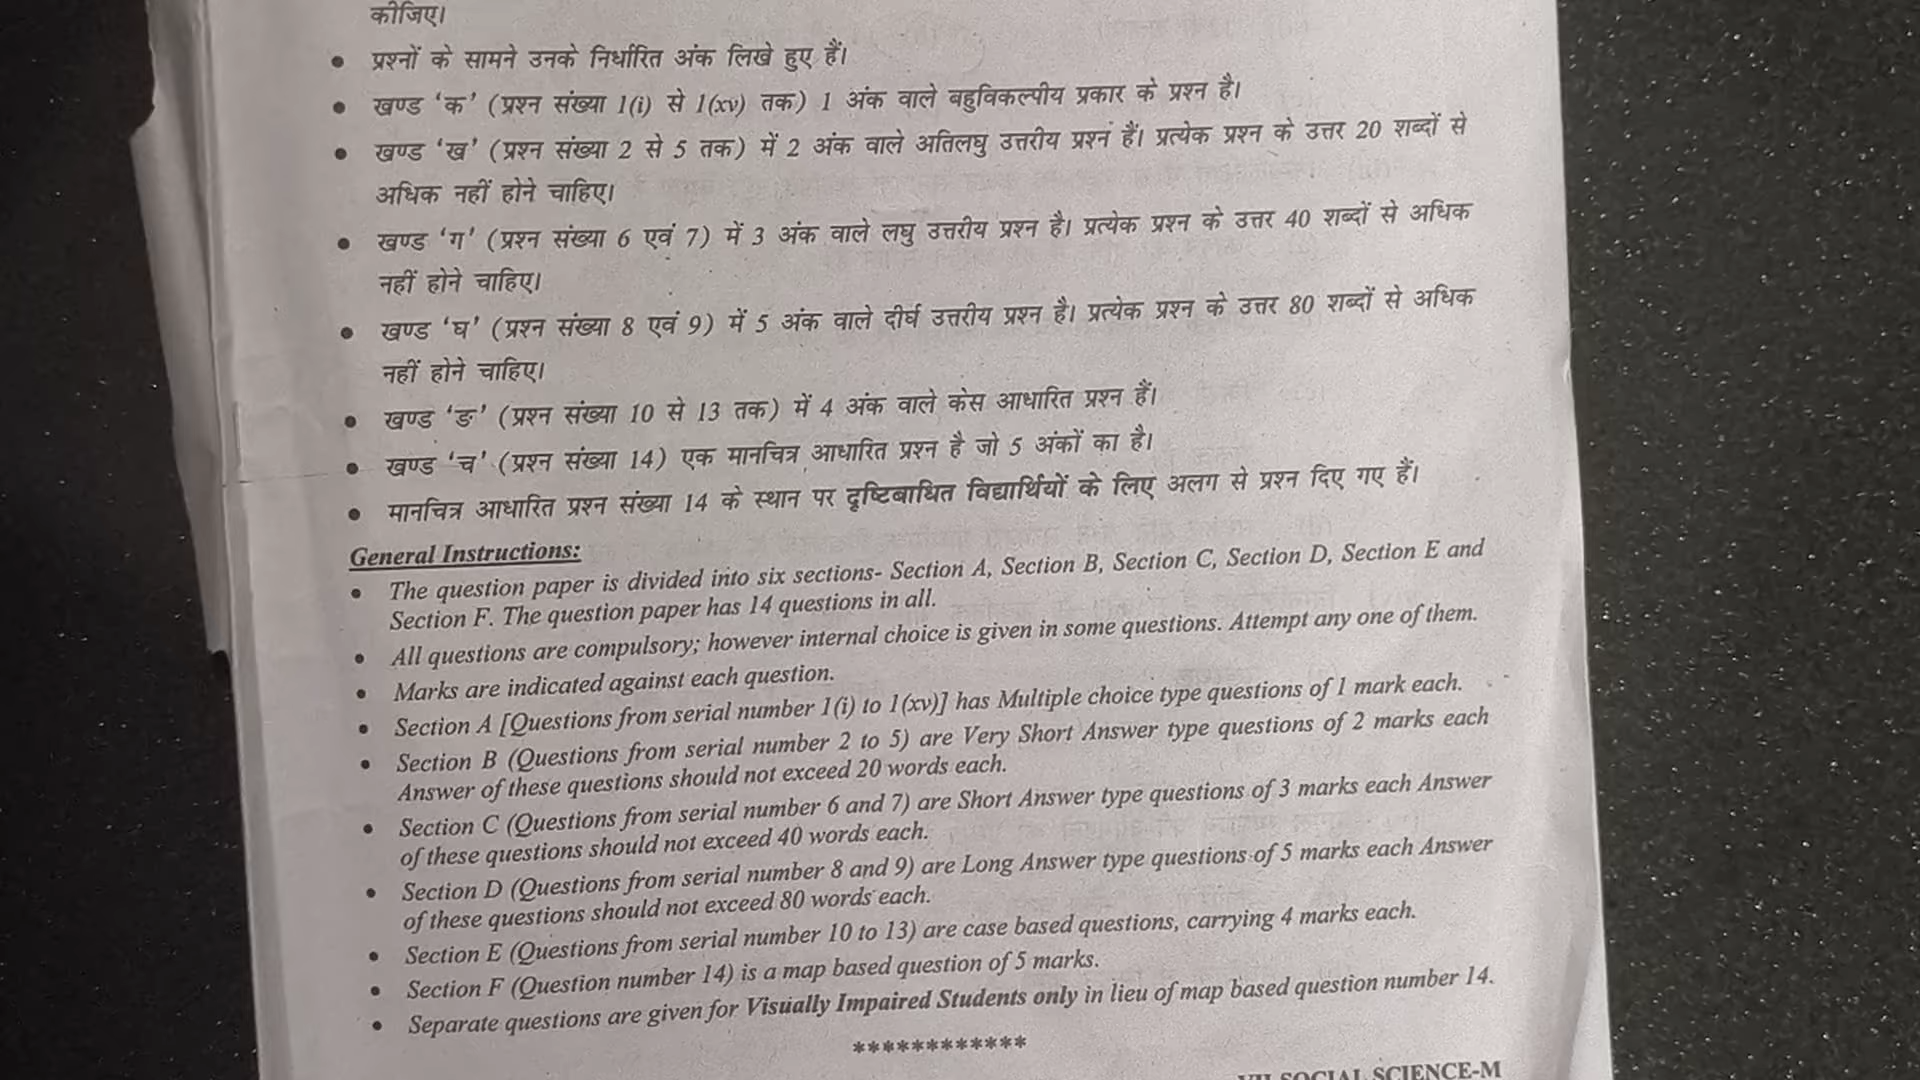 कीजिए।
• प्रश्नों के सामने उनके निर्धारित अंक लिखे हुए हैं।
• खण्ड ‘क’ (प्रश्न संख्या 1(i) से 1(xv) तक) 1 अंक वाले बहुविकल्पीय प्रकार के प्रश्न है।
• खण्ड ‘ख’ (प्रश्न संख्या 2 से 5 तक) में 2 अंक वाले अतिलघु उत्तरीय प्रश्न हैं। प्रत्येक प्रश्न के उत्तर 20 शब्दों से
अधिक नहीं होने चाहिए।
• खण्ड ‘ग’ (प्रश्न संख्या 6 एवं 7) में 3 अंक वाले लघु उत्तरीय प्रश्न है। प्रत्येक प्रश्न के उत्तर 40 शब्दों से अधिक
नहीं होने चाहिए।
• खण्ड ‘घ’ (प्रश्न संख्या 8 एवं 9) में 5 अंक वाले दीर्घ उत्तरीय प्रश्न है। प्रत्येक प्रश्न के उत्तर 80 शब्दों से अधिक
नहीं होने चाहिए।
• खण्ड ‘ङ’ (प्रश्न संख्या 10 से 13 तक) में 4 अंक वाले केस आधारित प्रश्न हैं।
• खण्ड ‘च’ (प्रश्न संख्या 14) एक मानचित्र आधारित प्रश्न है जो 5 अंकों का है।
• मानचित्र आधारित प्रश्न संख्या 14 के स्थान पर दृष्टिबाधित विद्यार्थियों के लिए अलग से प्रश्न दिए गए हैं।
General Instructions:
• The question paper is divided into six sections- Section A, Section B, Section C, Section D, Section E and
Section F. The question paper has 14 questions in all.
• All questions are compulsory; however internal choice is given in some questions. Attempt any one of them.
• Marks are indicated against each question.
• Section A [Questions from serial number 1(i) to 1(xv)] has Multiple choice type questions of 1 mark each.
• Section B (Questions from serial number 2 to 5) are Very Short Answer type questions of 2 marks each
Answer of these questions should not exceed 20 words each.
• Section C (Questions from serial number 6 and 7) are Short Answer type questions of 3 marks each Answer
of these questions should not exceed 40 words each.
• Section D (Questions from serial number 8 and 9) are Long Answer type questions of 5 marks each Answer
of these questions should not exceed 80 words each.
• Section E (Questions from serial number 10 to 13) are case based questions, carrying 4 marks each.
• Section F (Question number 14) is a map based question of 5 marks.
• Separate questions are given for Visually Impaired Students only in lieu of map based question number 14.
************
SOCIAL SCIENCE-M